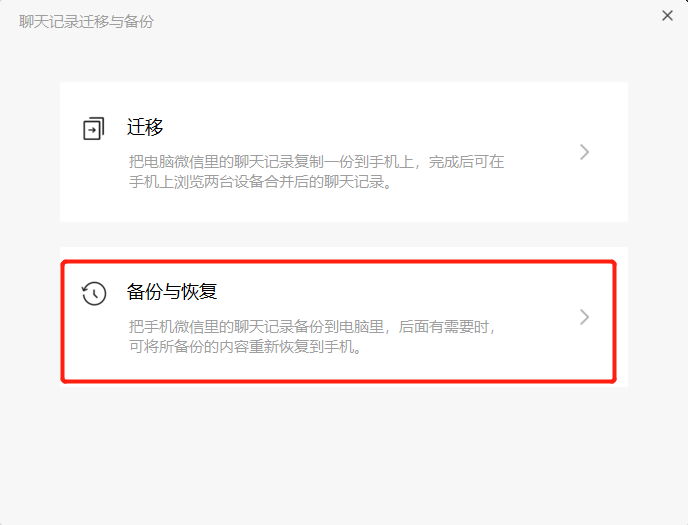 聊天记录迁移与备份
迁移
把电脑微信里的聊天记录复制一份到手机上，完成后可在
手机上浏览两台设备合并后的聊天记录。
备份与恢复
把手机微信里的聊天记录备份到电脑里，后面有需要时，
可将所备份的内容重新恢复到手机。